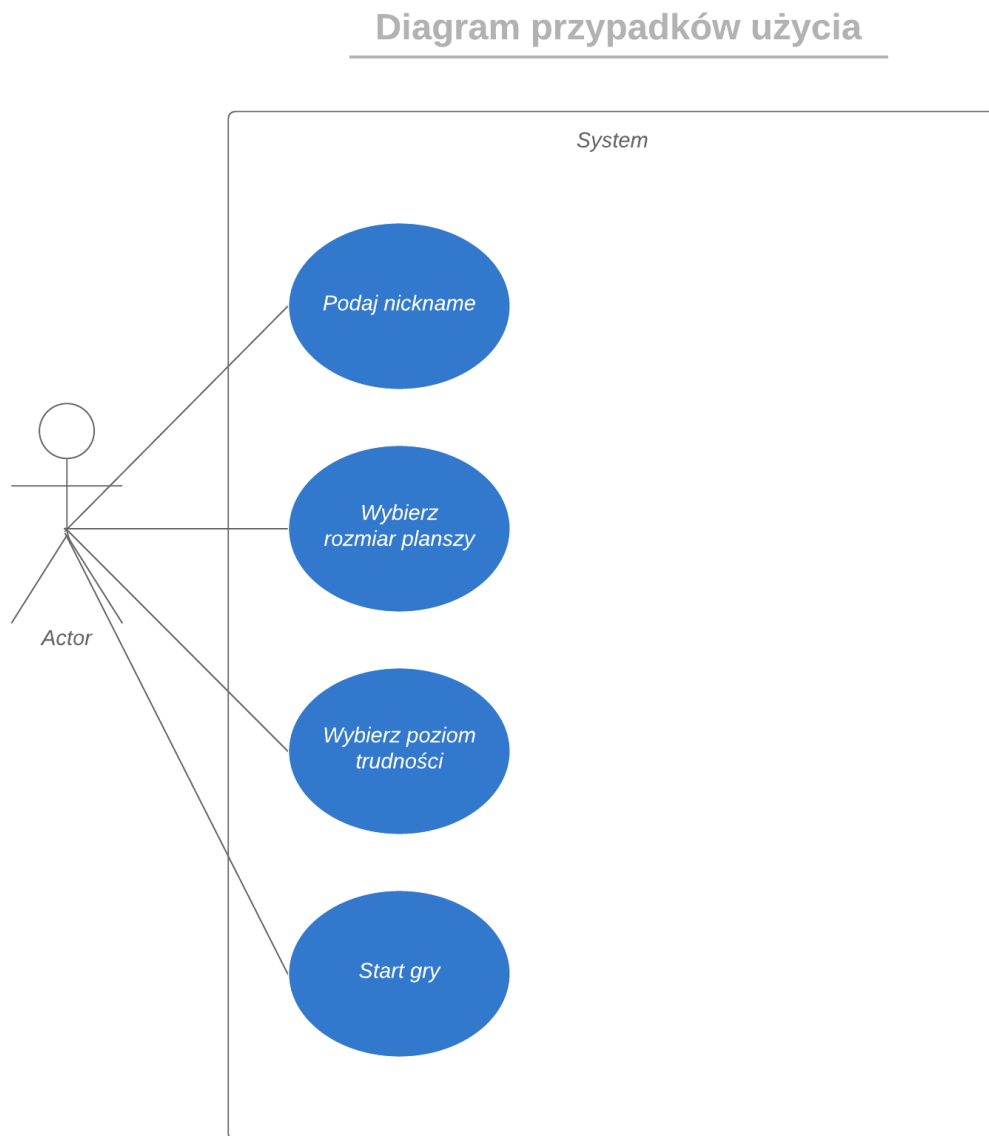 Diagram przypadków użycia
System
Podaj nickname
Wybierz
rozmiar planszy
Actor
Wybierz poziom
trudności
Start gry